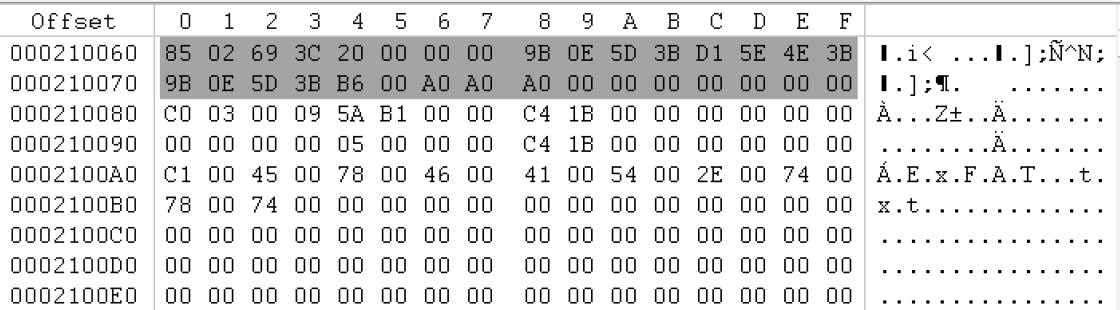 Offset 0 1 2 3 4 5 6 7 8 9 A B C D E F
000210060 85 02 69 3C 20 00 00 00 9B 0E 5D 3B D1 5E 4E 3B ▌.i< ...▌.];Ñ^N;
000210070 9B 0E 5D 3B B6 00 A0 A0 A0 00 00 00 00 00 00 00 ▌.];¶. .......
000210080 C0 03 00 09 5A B1 00 00 C4 1B 00 00 00 00 00 00 À...Z±..Ä.......
000210090 00 00 00 00 05 00 00 00 C4 1B 00 00 00 00 00 00 ........Ä.......
0002100A0 C1 00 45 00 78 00 46 00 41 00 54 00 2E 00 74 00 Á.E.x.F.A.T...t.
0002100B0 78 00 74 00 00 00 00 00 00 00 00 00 00 00 00 00 x.t.............
0002100C0 00 00 00 00 00 00 00 00 00 00 00 00 00 00 00 00 ................
0002100D0 00 00 00 00 00 00 00 00 00 00 00 00 00 00 00 00 ................
0002100E0 00 00 00 00 00 00 00 00 00 00 00 00 00 00 00 00 ................